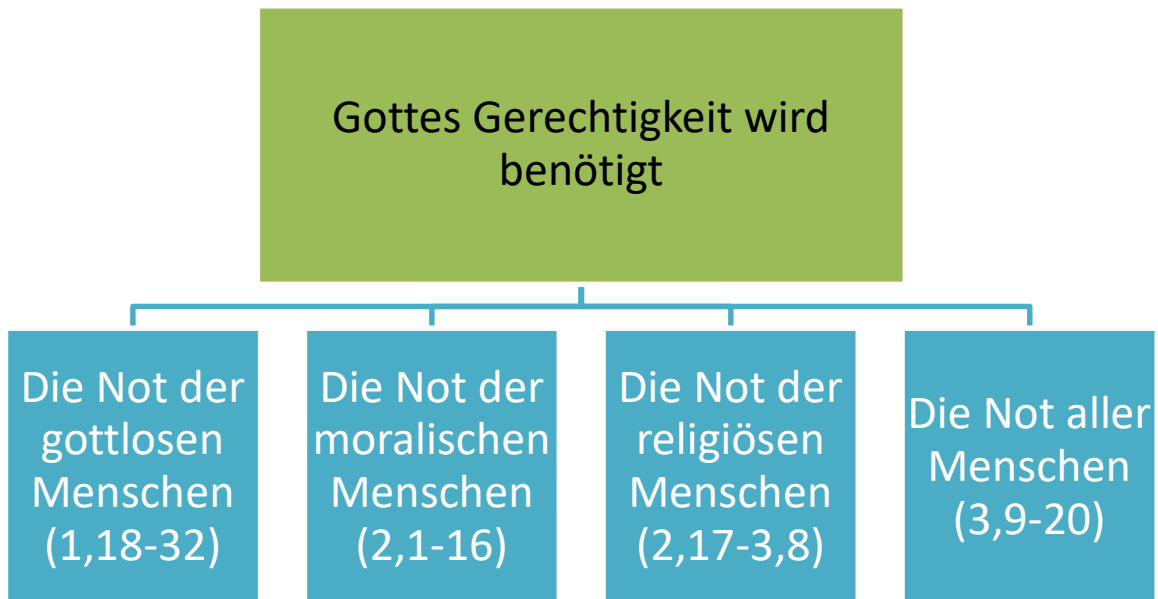 Gottes Gerechtigkeit wird
benötigt
Die Not der
gottlosen
Menschen
(1,18-32)
Die Not der
moralischen
Menschen
(2,1-16)
Die Not der
religiösen
Menschen
(2,17-3,8)
Die Not aller
Menschen
(3,9-20)